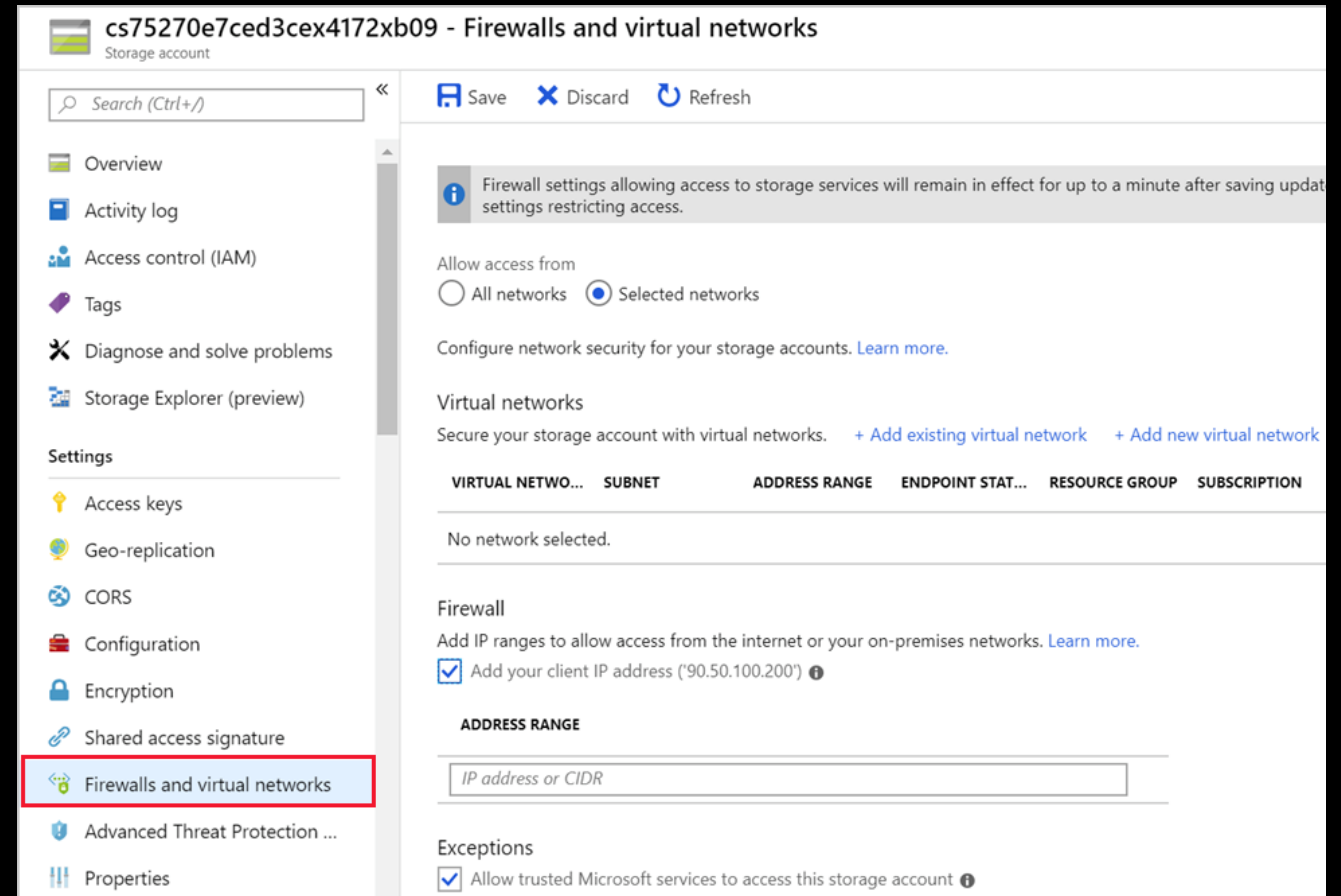 cs75270e7ced3cex4172xb09 - Firewalls and virtual networks
Storage account
Search (Ctrl+/)
«
Overview
Activity log
Access control (IAM)
Tags
Diagnose and solve problems
Storage Explorer (preview)
Settings
Access keys
Geo-replication
CORS
Configuration
Encryption
Shared access signature
Firewalls and virtual networks
Advanced Threat Protection ...
Properties
Save Discard Refresh
Firewall settings allowing access to storage services will remain in effect for up to a minute after saving updat
settings restricting access.
Allow access from
All networks Selected networks
Configure network security for your storage accounts. Learn more.
Virtual networks
Secure your storage account with virtual networks. + Add existing virtual network + Add new virtual network
VIRTUAL NETWO... SUBNET ADDRESS RANGE ENDPOINT STAT... RESOURCE GROUP SUBSCRIPTION
No network selected.
Firewall
Add IP ranges to allow access from the internet or your on-premises networks. Learn more.
Add your client IP address ('90.50.100.200')
ADDRESS RANGE
IP address or CIDR
Exceptions
Allow trusted Microsoft services to access this storage account